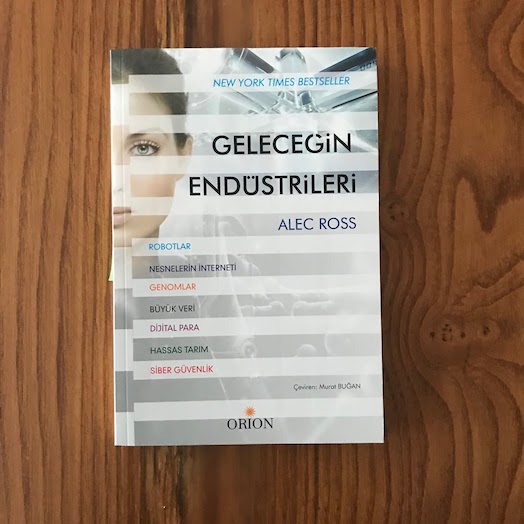 NEW YORK TIMES BESTSELLER
GELECEĞİN
ENDÜSTRİLERİ
ALEC ROSS
ROBOTLAR
NESNELERİN İNTERNETİ
GENOMLAR
BÜYÜK VERİ
DİJİTAL PARA
HASSAS TARIM
SİBER GÜVENLİK
Çeviren: Murat BUĞAN
ORION